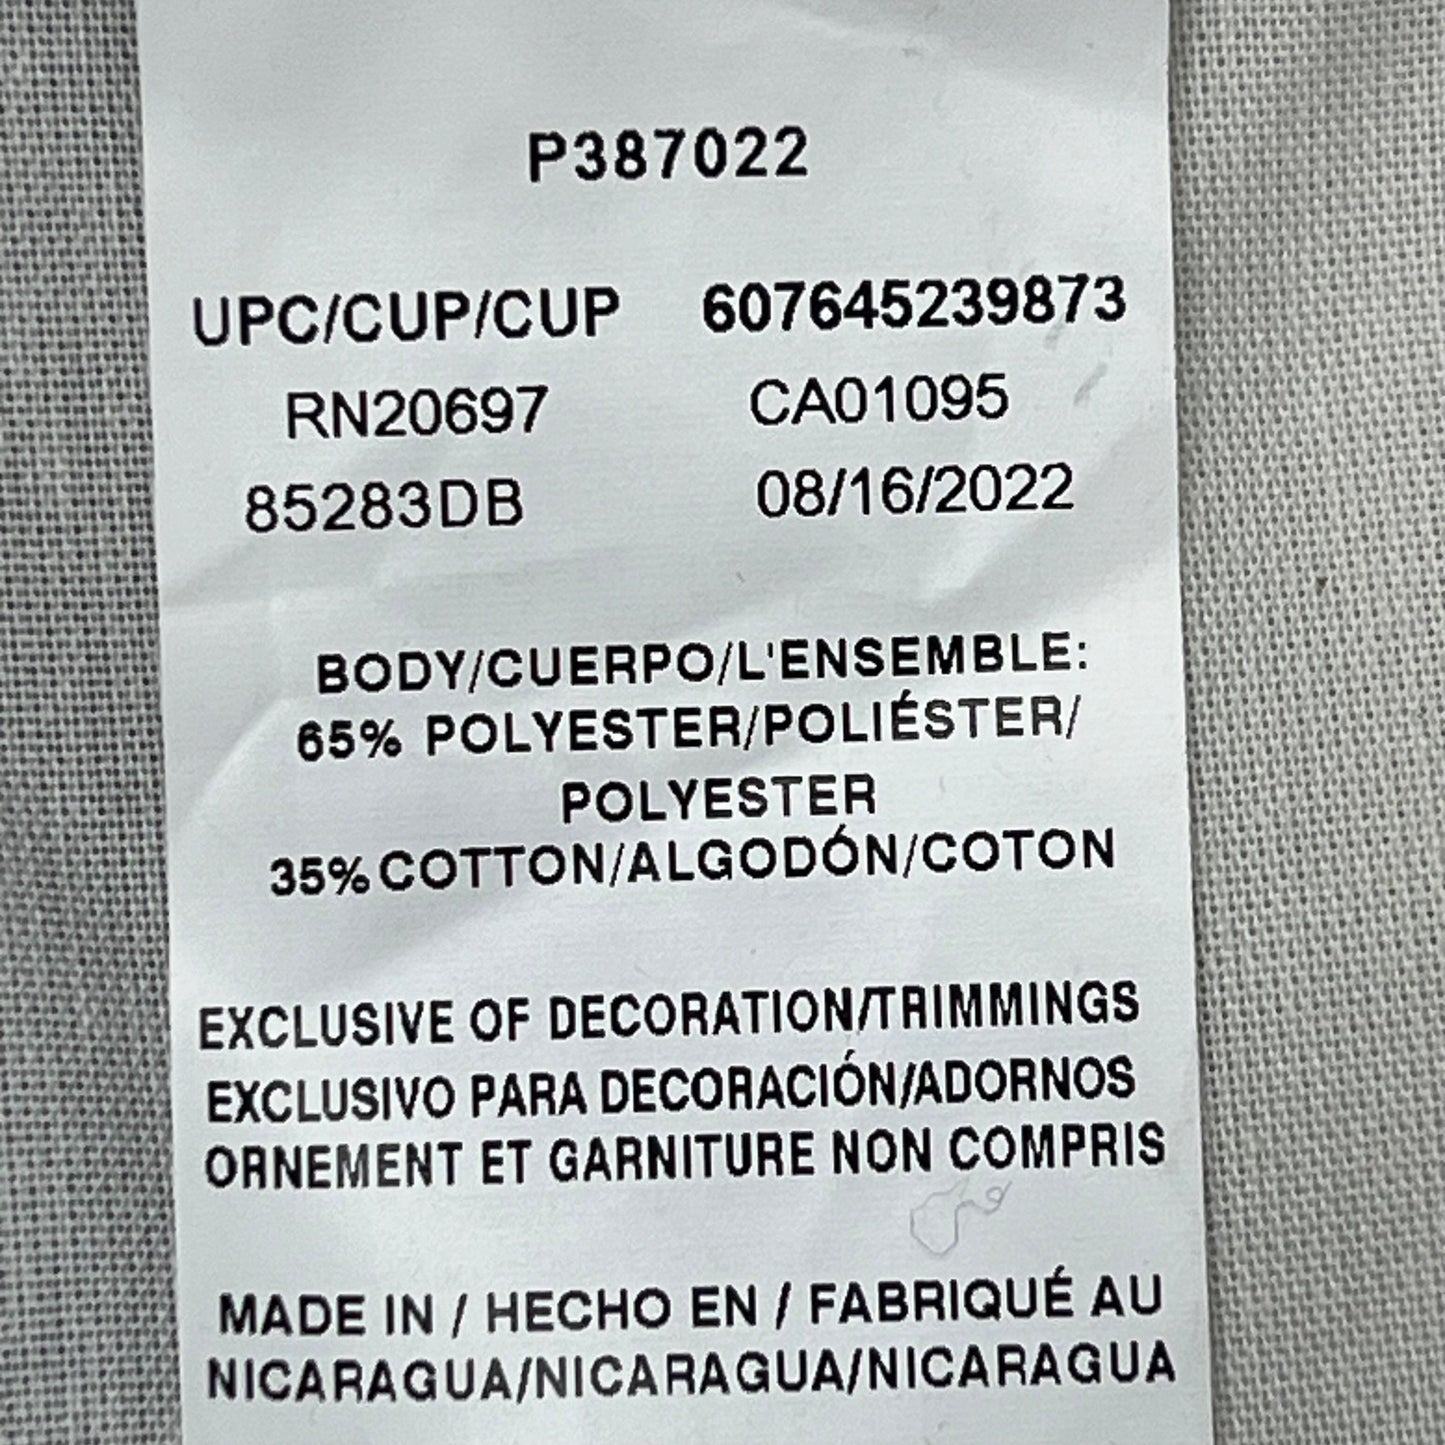 P387022
UPC/CUP/CUP 607645239873
RN20697 CA01095
85283DB 08/16/2022
BODY/CUERPO/L'ENSEMBLE:
65% POLYESTER/POLIÉSTER/
POLYESTER
35% COTTON/ALGODÓN/COTON
EXCLUSIVE OF DECORATION/TRIMMINGS
EXCLUSIVO PARA DECORACIÓN/ADORNOS
ORNEMENT ET GARNITURE NON COMPRIS
MADE IN / HECHO EN / FABRIQUÉ AU
NICARAGUA/NICARAGUA/NICARAGUA